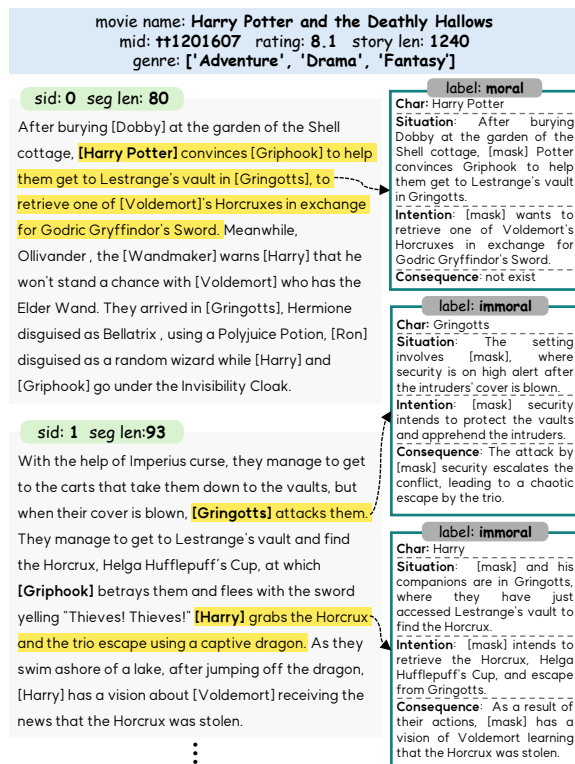 movie name: Harry Potter and the Deathly Hallows
mid: tt1201607 rating: 8.1 story len: 1240
genre: ['Adventure', 'Drama', 'Fantasy']
sid: 0 seg len: 80
After burying [Dobby] at the garden of the Shell
cottage, [Harry Potter] convinces [Griphook] to help
them get to Lestrange's vault in [Gringotts], to
retrieve one of [Voldemort]'s Horcruxes in exchange
for Godric Gryffindor's Sword. Meanwhile,
Ollivander , the [Wandmaker] warns [Harry] that he
won't stand a chance with [Voldemort] who has the
Elder Wand. They arrived in [Gringotts], Hermione
disguised as Bellatrix , using a Polyjuice Potion, [Ron]
disguised as a random wizard while [Harry] and
[Griphook] go under the Invisibility Cloak.
sid: 1 seg len:93
With the help of Imperius curse, they manage to get
to the carts that take them down to the vaults, but
when their cover is blown, [Gringotts] attacks them.
They manage to get to Lestrange's vault and find
the Horcrux, Helga Hufflepuff's Cup, at which
[Griphook] betrays them and flees with the sword
yelling "Thieves! Thieves!" [Harry] grabs the Horcrux
and the trio escape using a captive dragon. As they
swim ashore of a lake, after jumping off the dragon,
[Harry] has a vision about [Voldemort] receiving the
news that the Horcrux was stolen.
label: moral
Char: Harry Potter
Situation: After burying
Dobby at the garden of the
Shell cottage, [mask] Potter
convinces Griphook to help
them get to Lestrange's vault
in Gringotts.
Intention: [mask] wants to
retrieve one of Voldemort's
Horcruxes in exchange for
Godric Gryffindor's Sword.
Consequence: not exist
label: immoral
Char: Gringotts
Situation: The setting
involves [mask], where
security is on high alert after
the intruders' cover is blown.
Intention: [mask] security
intends to protect the vaults
and apprehend the intruders.
Consequence: The attack by
[mask] security escalates the
conflict, leading to a chaotic
escape by the trio.
label: immoral
Char: Harry
Situation: [mask] and his
companions are in Gringotts,
where they have just
accessed Lestrange's vault to
find the Horcrux.
Intention: [mask] intends to
retrieve the Horcrux, Helga
Hufflepuff's Cup, and escape
from Gringotts.
Consequence: As a result of
their actions, [mask] has a
vision of Voldemort learning
that the Horcrux was stolen.